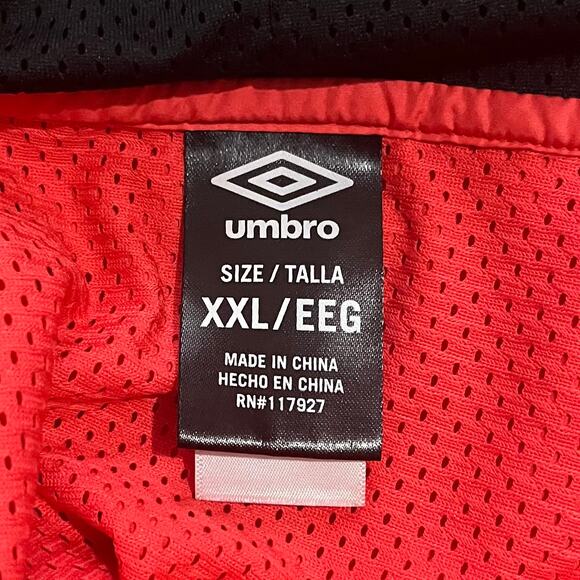 umbro
SIZE / TALLA
XXL/EEG
MADE IN CHINA
HECHO EN CHINA
RN#117927